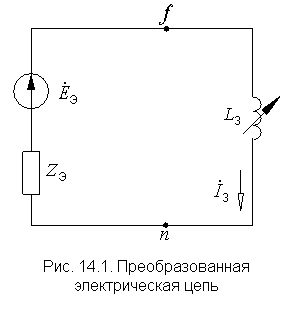 f
Ė_Э
L_3
Z_Э
İ_3
n
Рис. 14.1. Преобразованная
электрическая цепь